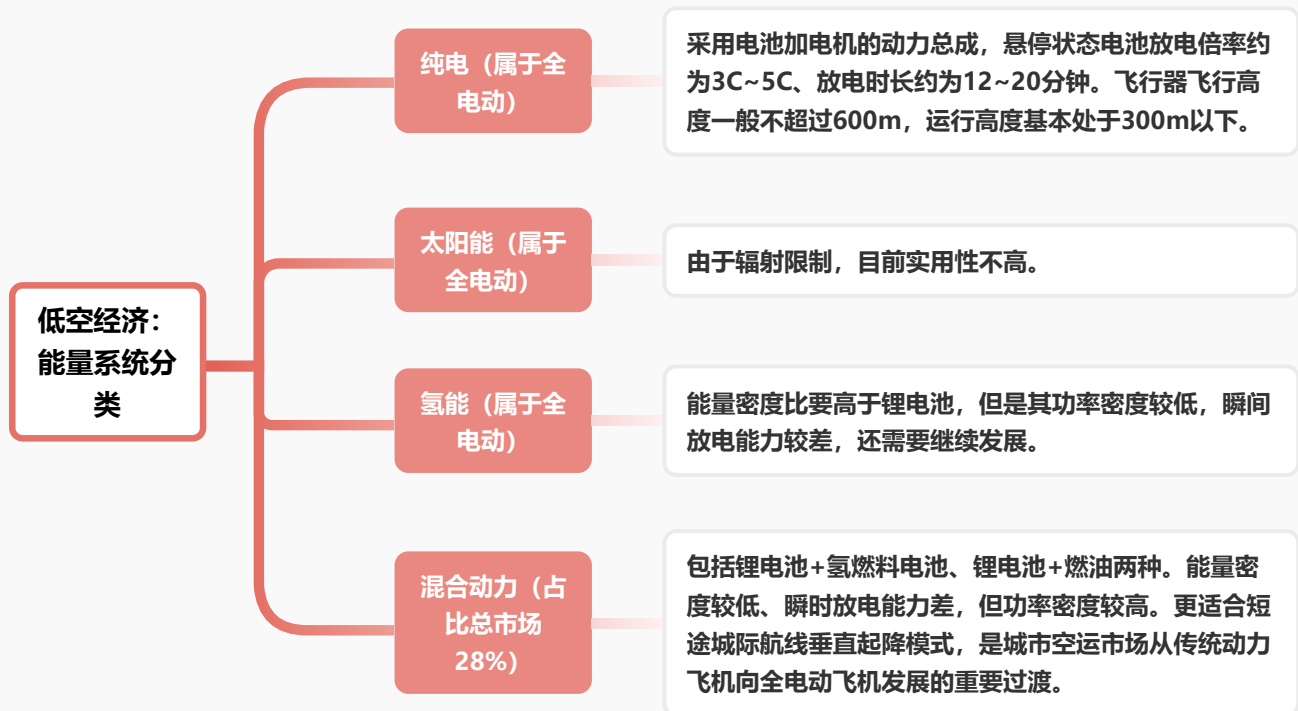 低空经济：
能量系统分
类
纯电（属于全
电动）
采用电池加电机的动力总成，悬停状态电池放电倍率约
为3C~5C、放电时长约为12~20分钟。飞行器飞行高
度一般不超过600m，运行高度基本处于300m以下。
太阳能（属于
全电动）
由于辐射限制，目前实用性不高。
氢能（属于全
电动）
能量密度比要高于锂电池，但是其功率密度较低，瞬间
放电能力较差，还需要继续发展。
混合动力（占
比总市场
28%）
包括锂电池+氢燃料电池、锂电池+燃油两种。能量密
度较低、瞬时放电能力差，但功率密度较高。更适合短
途城际航线垂直起降模式，是城市空运市场从传统动力
飞机向全电动飞机发展的重要过渡。